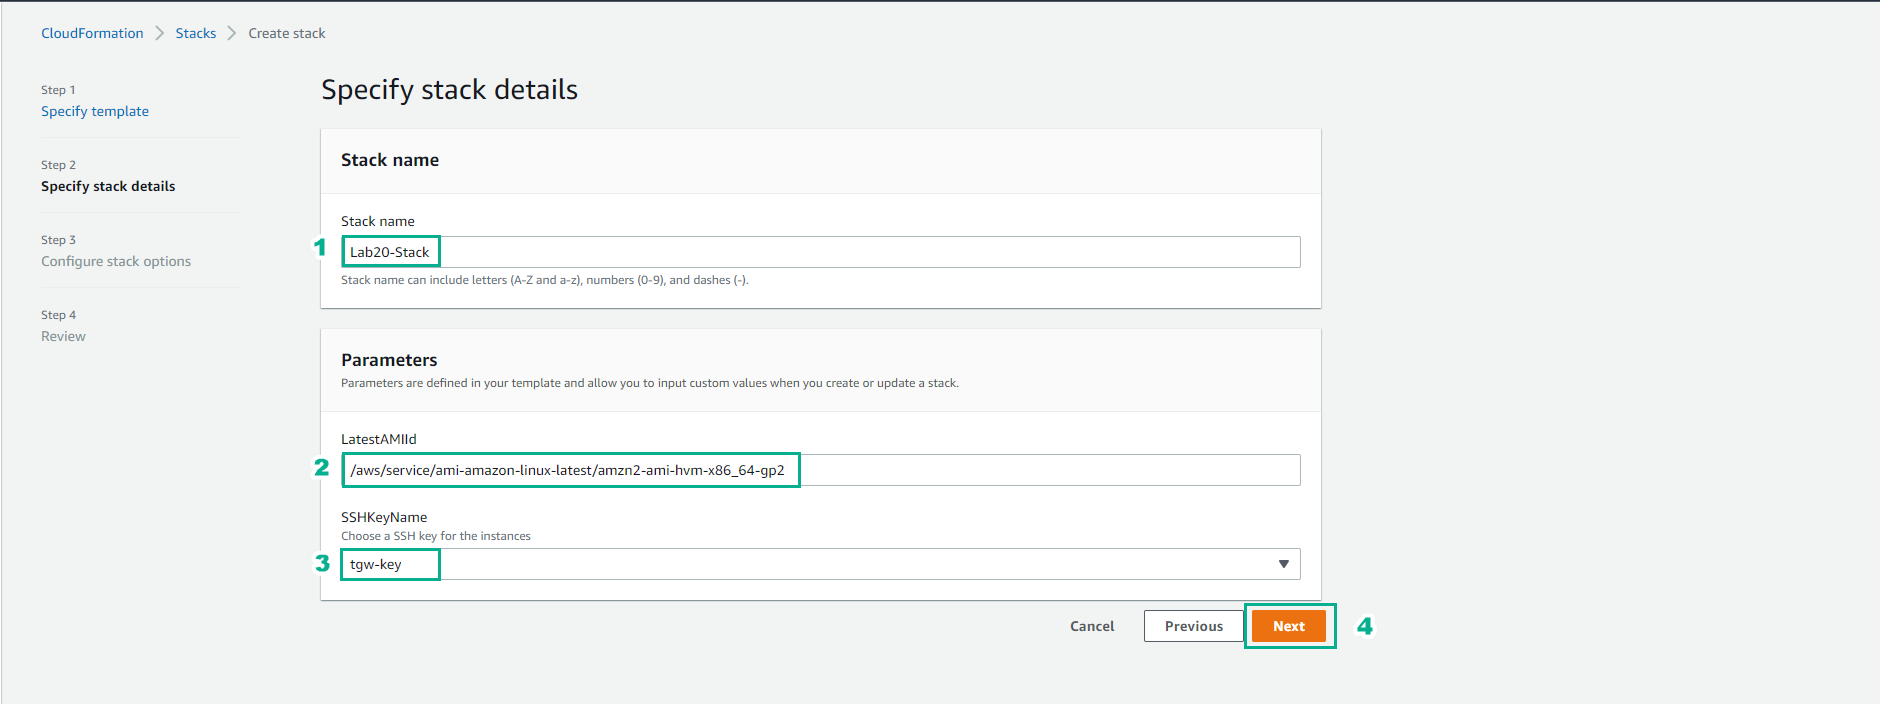 CloudFormation > Stacks > Create stack
Step 1
Specify template
Step 2
Specify stack details
Step 3
Configure stack options
Step 4
Review
Specify stack details
Stack name
Stack name
1 Lab20-Stack
Stack name can include letters (A-Z and a-z), numbers (0-9), and dashes (-).
Parameters
Parameters are defined in your template and allow you to input custom values when you create or update a stack.
LatestAMIId
2 /aws/service/ami-amazon-linux-latest/amzn2-ami-hvm-x86_64-gp2
SSHKeyName
Choose a SSH key for the instances
3 tgw-key
Cancel Previous Next 4